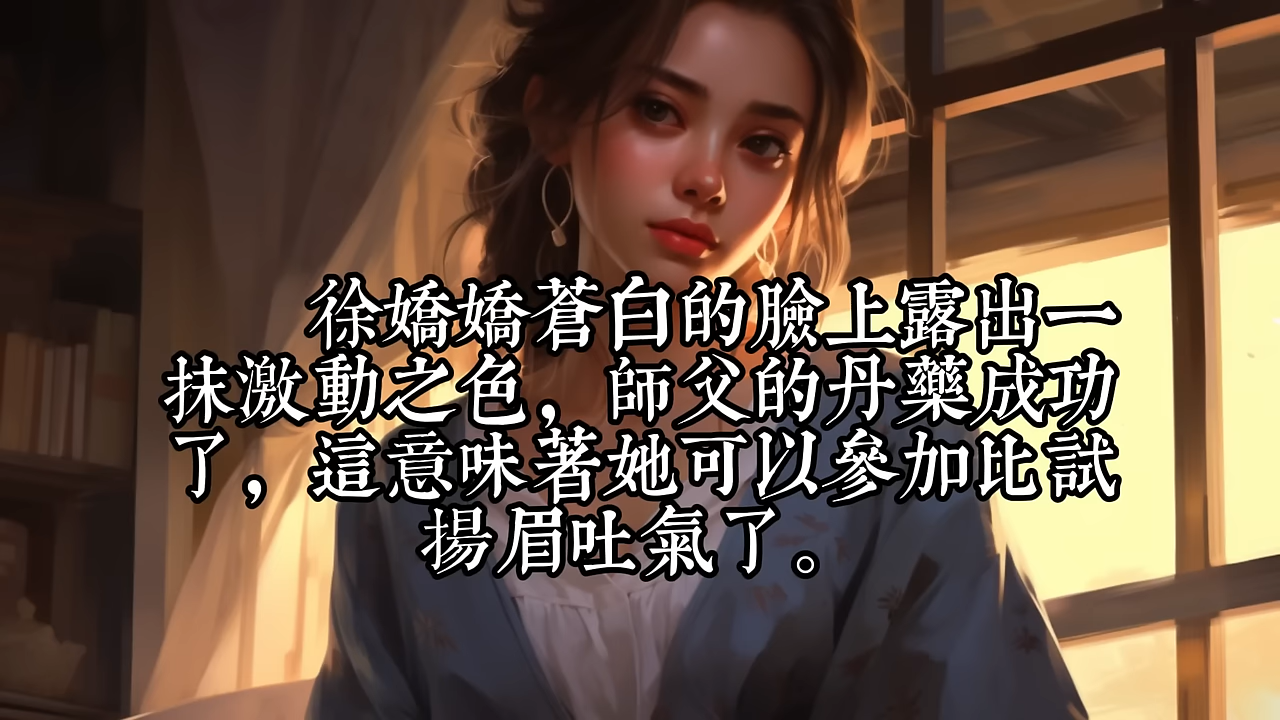 徐嬌嬌蒼白的臉上露出一
抹激動之色，師父的丹藥成功
了，這意味著她可以參加比試
揚眉吐氣了。